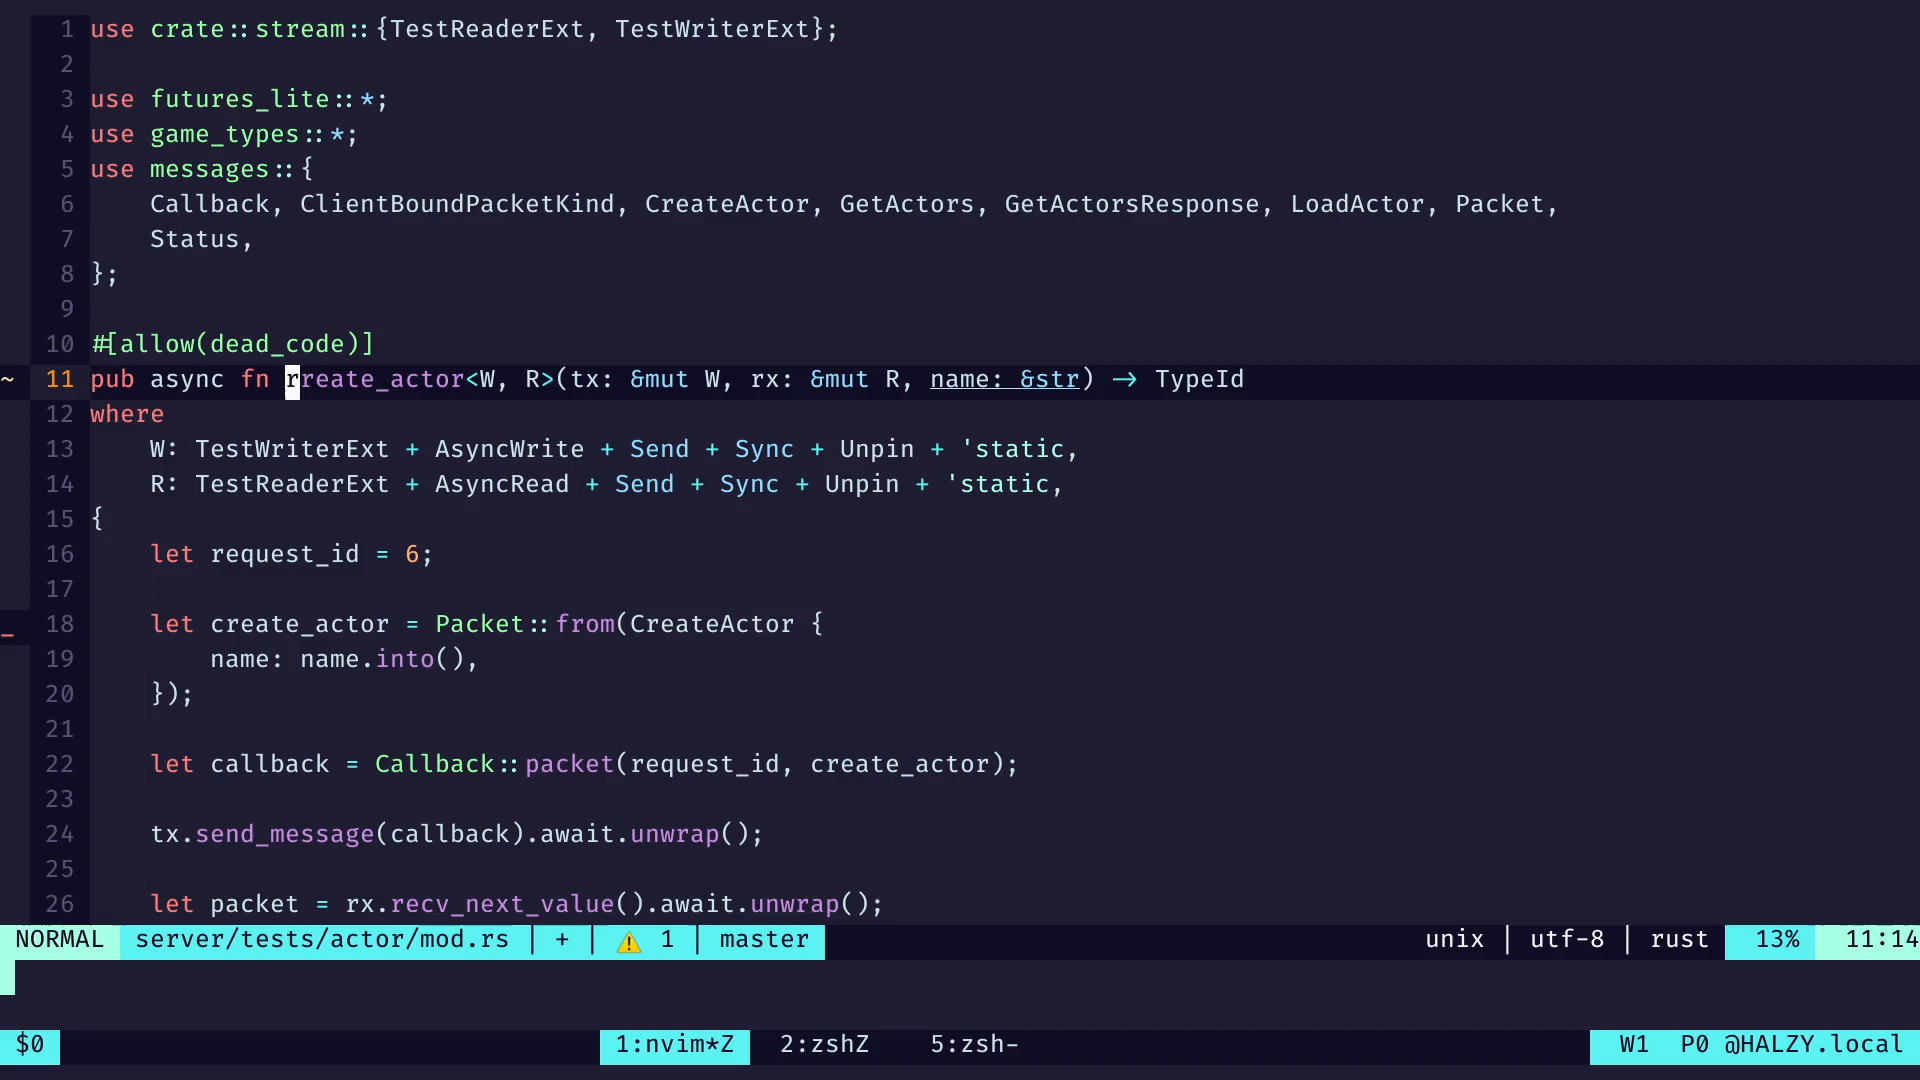 1 use crate::stream::{TestReaderExt, TestWriterExt};
2
3 use futures_lite::*;
4 use game_types::*;
5 use messages::{
6     Callback, ClientBoundPacketKind, CreateActor, GetActors, GetActorsResponse, LoadActor, Packet,
7     Status,
8 };
9
10 #[allow(dead_code)]
~ 11 pub async fn rreate_actor<W, R>(tx: &mut W, rx: &mut R, name: &str) -> TypeId
12 where
13     W: TestWriterExt + AsyncWrite + Send + Sync + Unpin + 'static,
14     R: TestReaderExt + AsyncRead + Send + Sync + Unpin + 'static,
15 {
16     let request_id = 6;
17
_ 18     let create_actor = Packet::from(CreateActor {
19         name: name.into(),
20     });
21
22     let callback = Callback::packet(request_id, create_actor);
23
24     tx.send_message(callback).await.unwrap();
25
26     let packet = rx.recv_next_value().await.unwrap();
NORMAL server/tests/actor/mod.rs | + | ⚠ 1 | master unix | utf-8 | rust 13% 11:14
$0 1:nvim*Z 2:zshZ 5:zsh- W1 P0 @HALZY.local